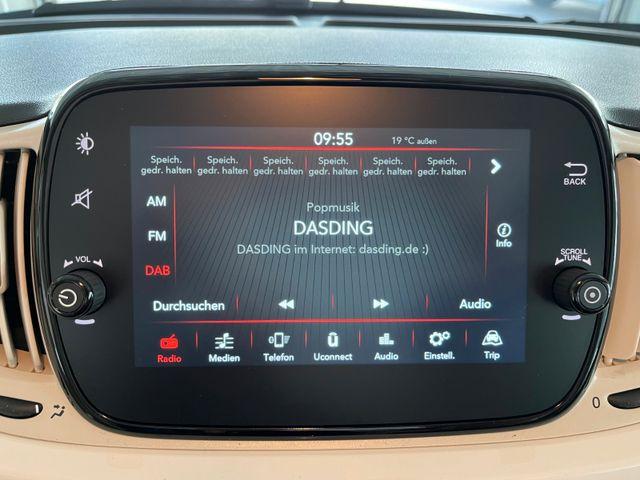 09:55 19 °C außen
Speich. Speich. Speich. Speich. Speich. Speich.
gedr. halten gedr. halten gedr. halten gedr. halten gedr. halten gedr. halten
BACK
AM
Popmusik
DASDING
FM
DASDING im Internet: dasding.de :)
Info
VOL
SCROLL
TUNE
DAB
Durchsuchen Audio
Radio Medien Telefon Uconnect Audio Einstell. Trip
0